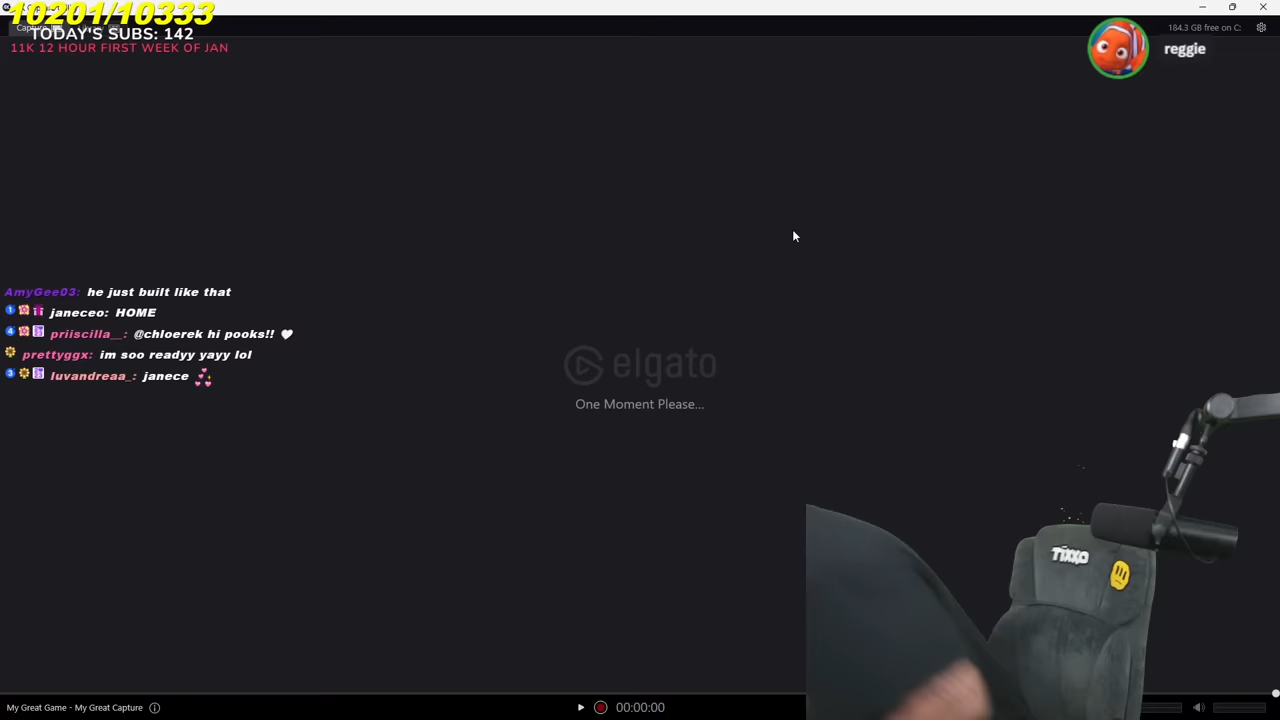 10201/10333
TODAY'S SUBS: 142
11K 12 HOUR FIRST WEEK OF JAN
184.3 GB free on C:
reggie
AmyGee03: he just built like that
janeceo: HOME
priiscilla__: @chloerek hi pooks!!
prettyggx: im soo readyy yayy lol
luvandreaa_: janece
elgato
One Moment Please...
TIXXO
My Great Game - My Great Capture
00:00:00